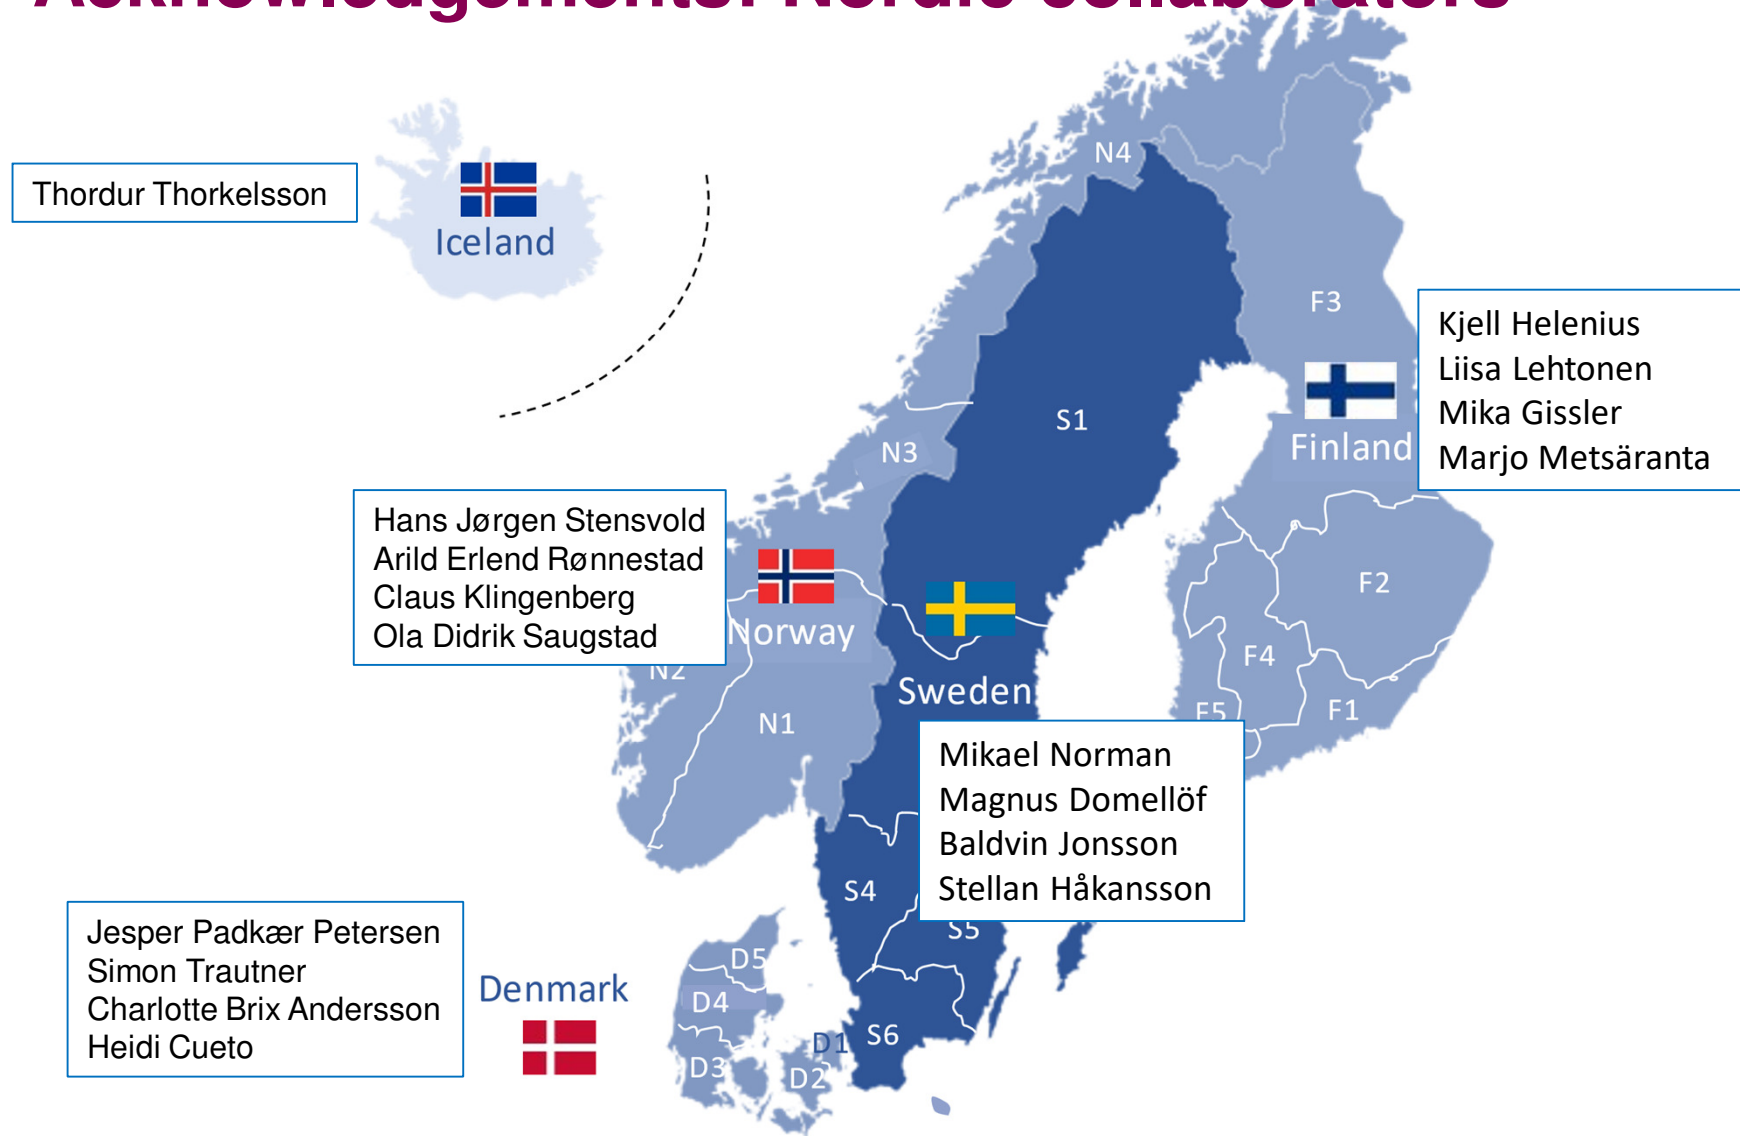 Acknowledgements: Nordic collaborators
N4
Thordur Thorkelsson
Iceland
F3
Kjell Helenius
Liisa Lehtonen
Mika Gissler
Marjo Metsäranta
S1
Finland
N3
Hans Jørgen Stensvold
Arild Erlend Rønnestad
Claus Klingenberg
Ola Didrik Saugstad
Norway
F2
F4
N2
Sweden
N1
F5
F1
Mikael Norman
Magnus Domellöf
Baldvin Jonsson
Stellan Håkansson
S4
S5
Jesper Padkær Petersen
Simon Trautner
Charlotte Brix Andersson
Heidi Cueto
Denmark
D5
D4
D1
S6
D3
D2